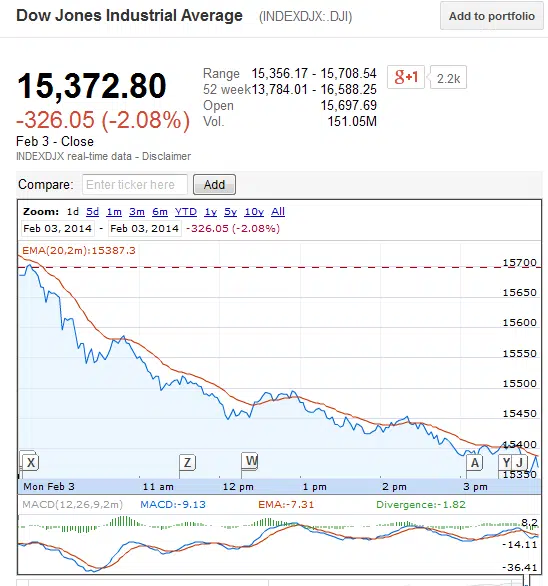 Dow Jones Industrial Average (INDEXDJX: .DJI) Add to portfolio
15,372.80
-326.05 (-2.08%)
Feb 3 - Close
INDEXDJX real-time data - Disclaimer
Range 15,356.17 - 15,708.54
52 week 13,784.01 - 16,588.25
Open 15,697.69
Vol. 151.05M
g+1 2.2k
Compare: Enter ticker here Add
Zoom: 1d 5d 1m 3m 6m YTD 1y 5y 10y All
Feb 03, 2014 - Feb 03, 2014 -326.05 (-2.08%)
EMA(20,2m):15387.3
15700
15650
15600
15550
15500
15450
15400
15330
X Z W A Y J
Mon Feb 3 11 am 12 pm 1 pm 2 pm 3 pm
MACD(12,26,9,2m) MACD:-9.13 EMA:-7.31 Divergence:-1.82
8.2
-14.11
-36.41